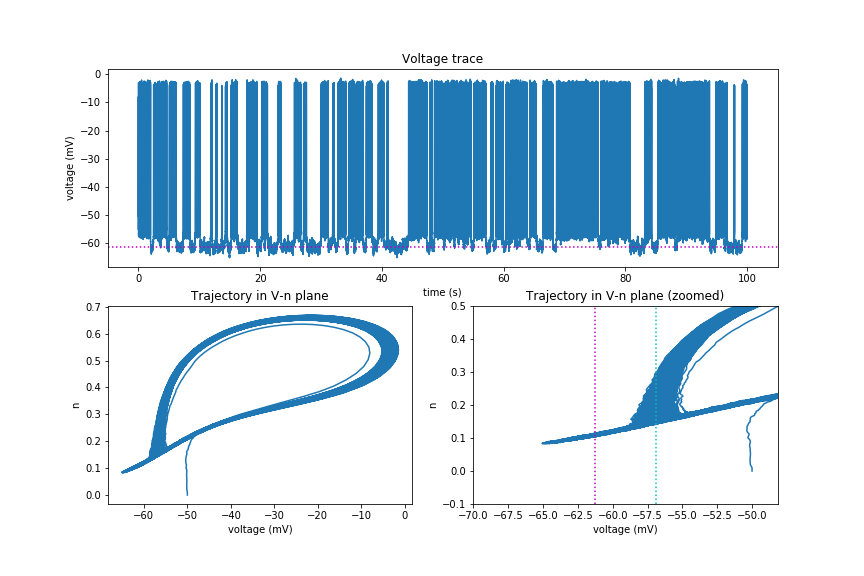 Voltage trace
0
−10
−20
−30
−40
−50
−60
voltage (mV)
0 20 40 60 80 100
time (s)
Trajectory in V-n plane
0.7
0.6
0.5
0.4
0.3
0.2
0.1
0.0
n
−60 −50 −40 −30 −20 −10 0
voltage (mV)
Trajectory in V-n plane (zoomed)
0.5
0.4
0.3
0.2
0.1
0.0
−0.1
n
−70.0 −67.5 −65.0 −62.5 −60.0 −57.5 −55.0 −52.5 −50.0
voltage (mV)